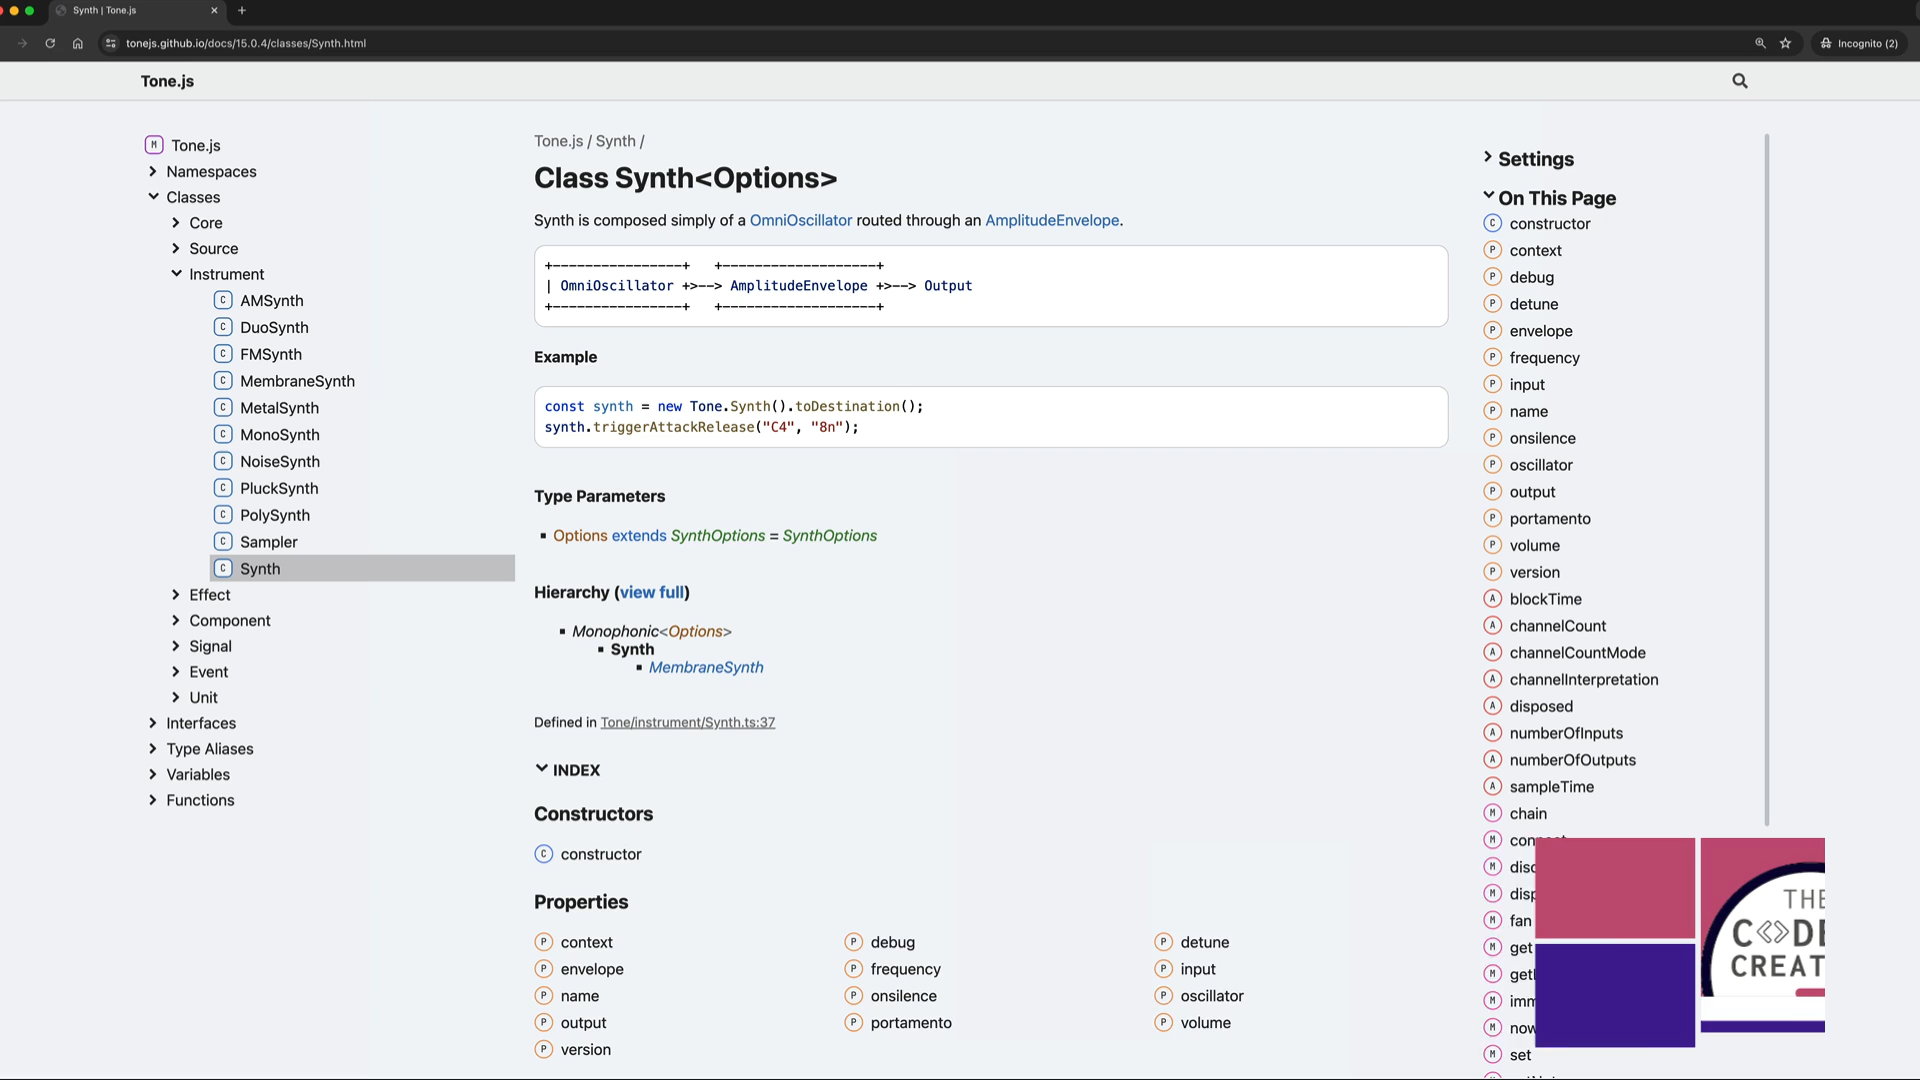 Synth | Tone.js
tonejs.github.io/docs/15.0.4/classes/Synth.html
Incognito (2)
Tone.js
M Tone.js
Namespaces
Classes
Core
Source
Instrument
C AMSynth
C DuoSynth
C FMSynth
C MembraneSynth
C MetalSynth
C MonoSynth
C NoiseSynth
C PluckSynth
C PolySynth
C Sampler
C Synth
Effect
Component
Signal
Event
Unit
Interfaces
Type Aliases
Variables
Functions
Tone.js / Synth /
Class Synth<Options>
Synth is composed simply of a OmniOscillator routed through an AmplitudeEnvelope.
+----------------+   +-------------------+
| OmniOscillator +>--> AmplitudeEnvelope +>--> Output
+----------------+   +-------------------+
Example
const synth = new Tone.Synth().toDestination();
synth.triggerAttackRelease("C4", "8n");
Type Parameters
▪ Options extends SynthOptions = SynthOptions
Hierarchy (view full)
▪ Monophonic<Options>
▪ Synth
▪ MembraneSynth
Defined in Tone/instrument/Synth.ts:37
INDEX
Constructors
C constructor
Properties
P context P debug P detune
P envelope P frequency P input
P name P onsilence P oscillator
P output P portamento P volume
P version
Settings
On This Page
C constructor
P context
P debug
P detune
P envelope
P frequency
P input
P name
P onsilence
P oscillator
P output
P portamento
P volume
P version
A blockTime
A channelCount
A channelCountMode
A channelInterpretation
A disposed
A numberOfInputs
A numberOfOutputs
A sampleTime
M chain
M con
M disc
M disp
M fan
M get
M get
M imm
M now
M set
THE
C<>DE
CREAT